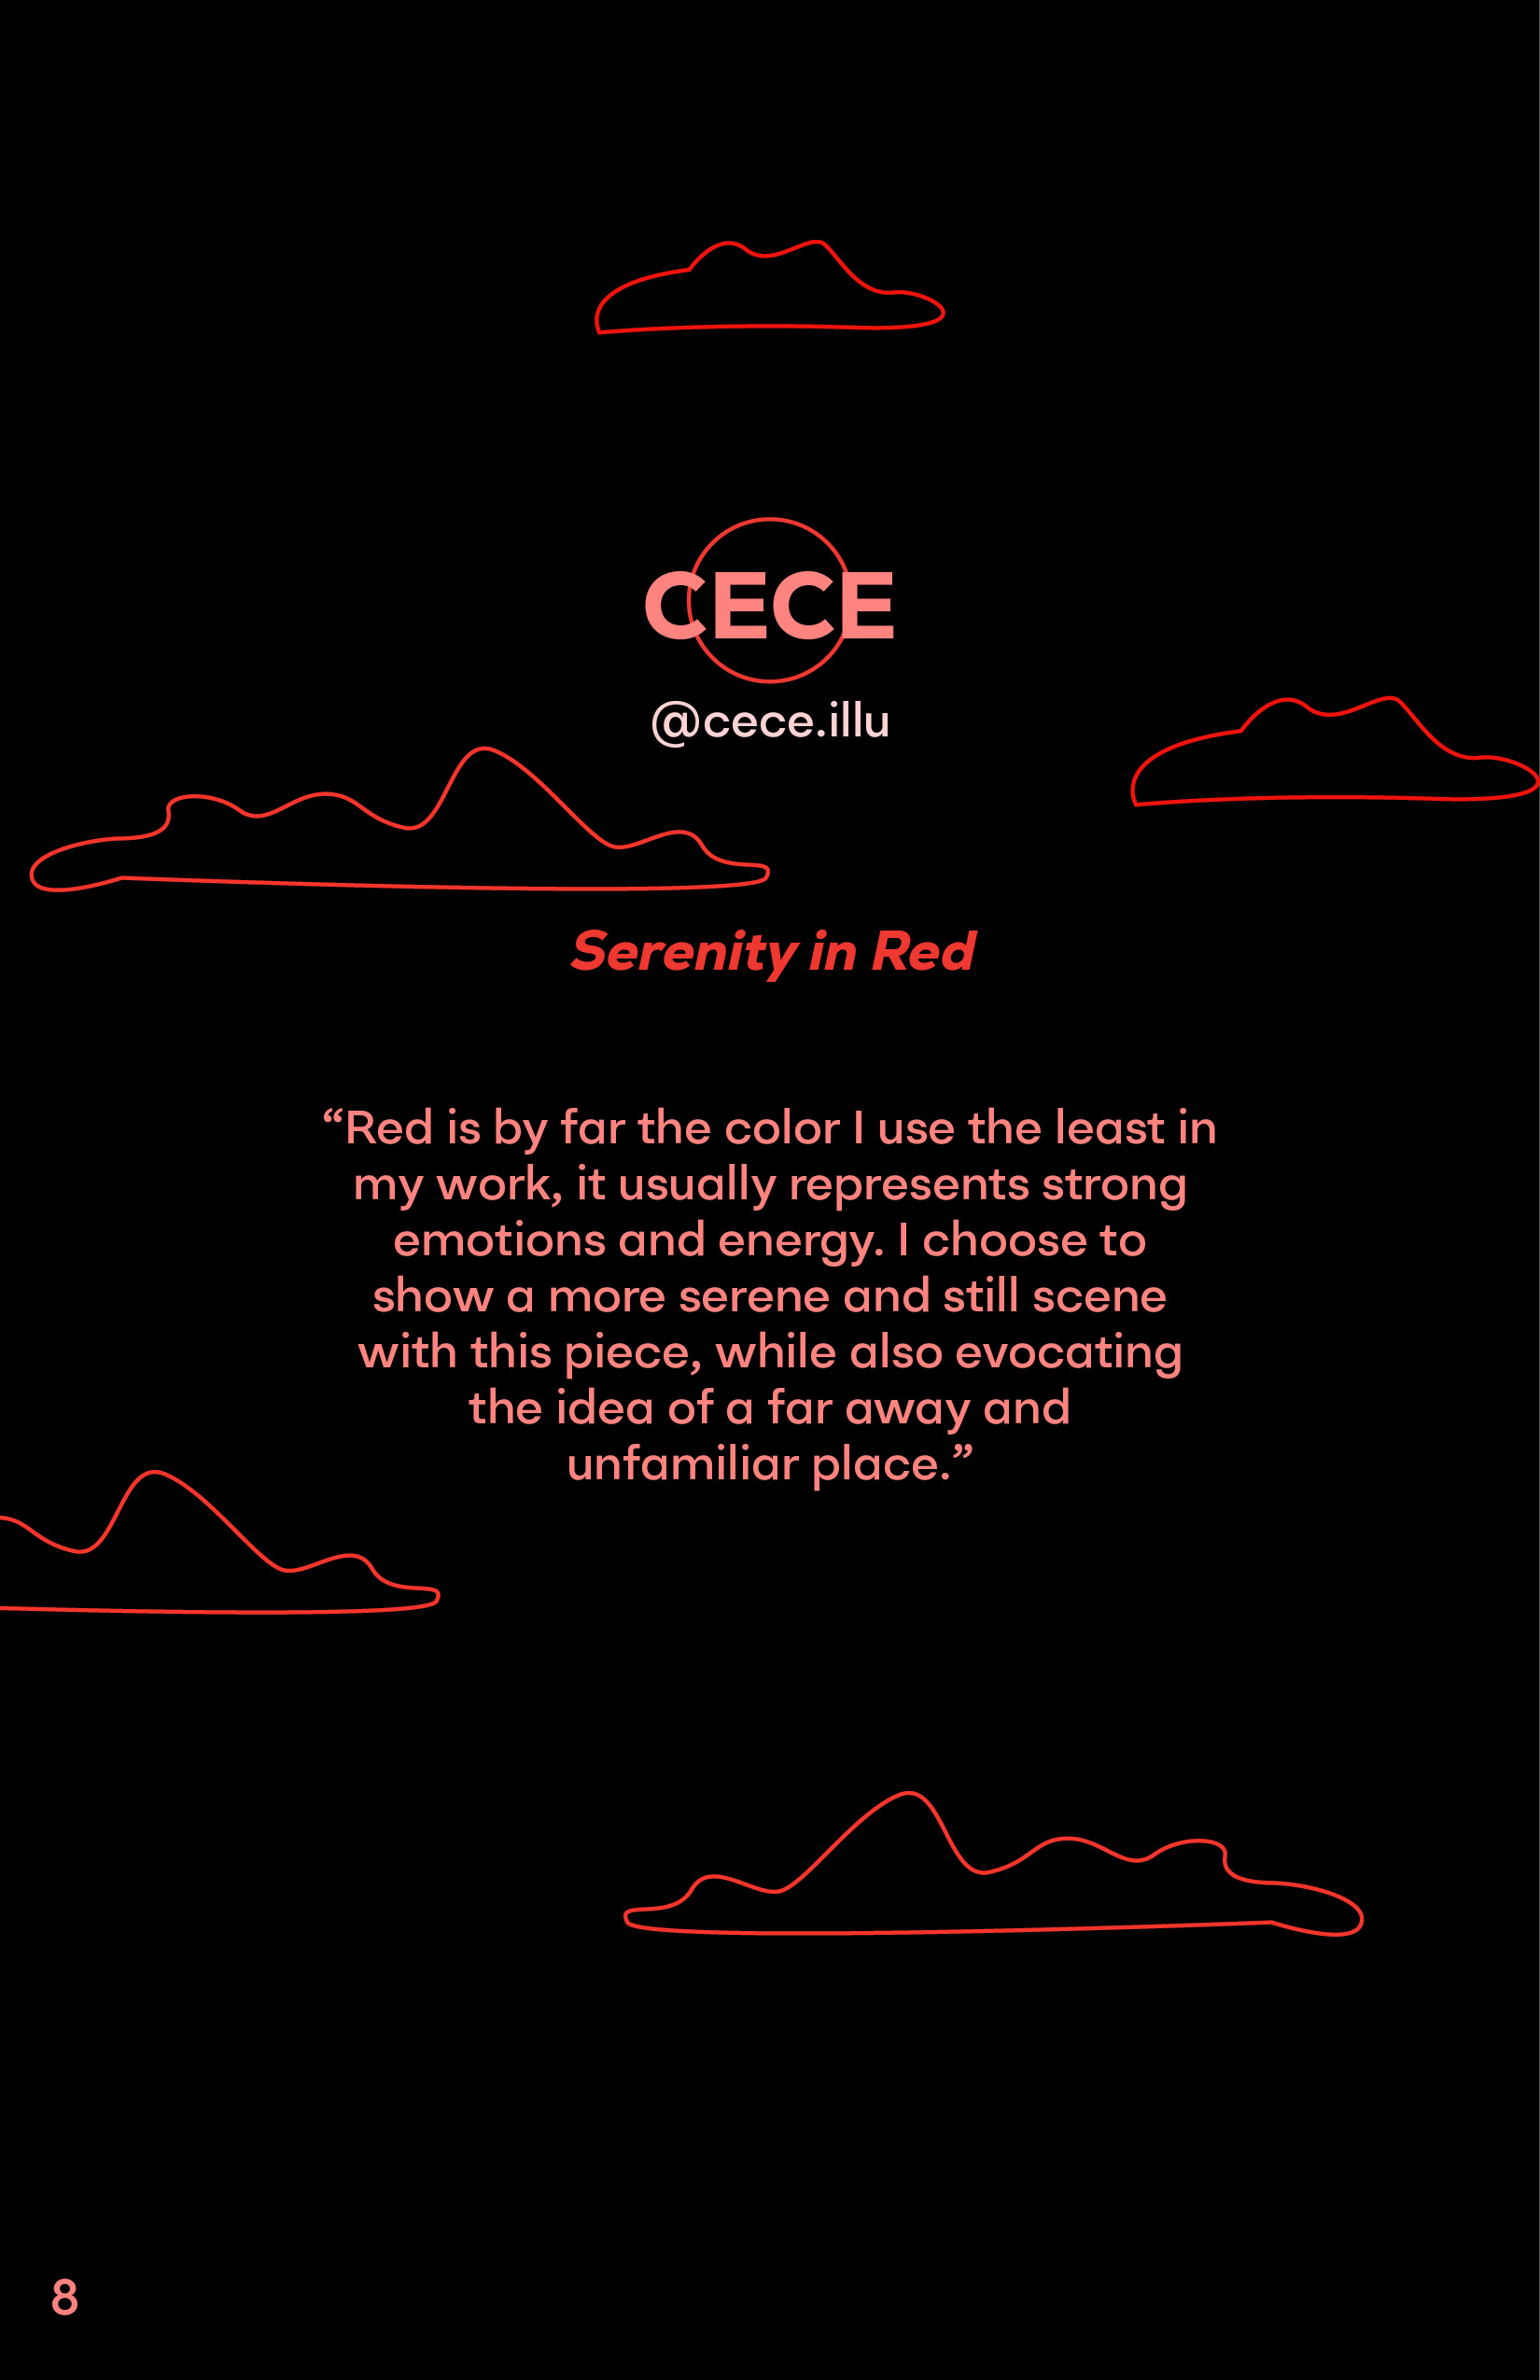 CECE
@cece.illu
Serenity in Red
“Red is by far the color I use the least in
my work, it usually represents strong
emotions and energy. I choose to
show a more serene and still scene
with this piece, while also evocating
the idea of a far away and
unfamiliar place.”
8